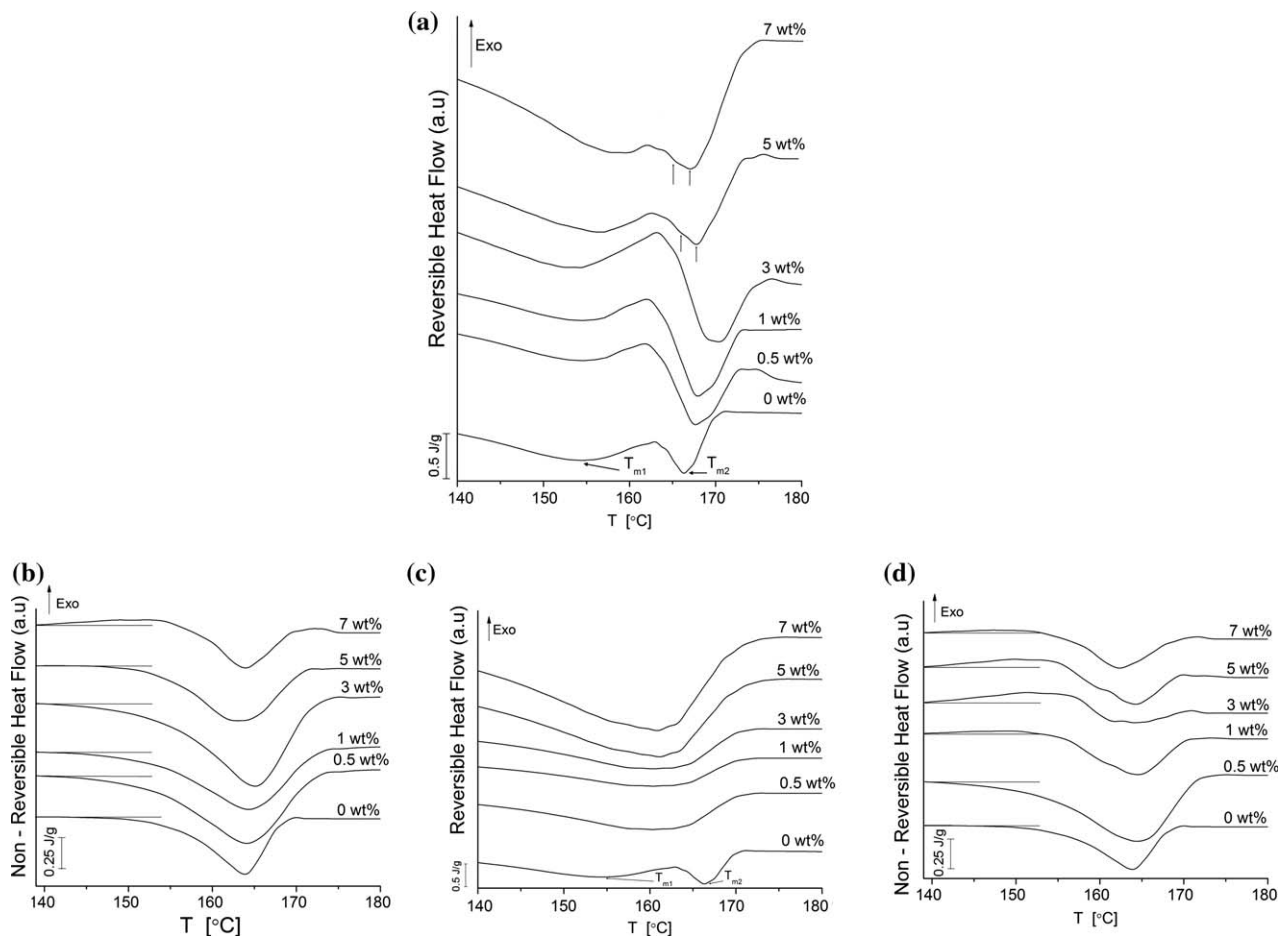 (a)
Exo
Reversible Heat Flow (a.u)
7 wt%
5 wt%
3 wt%
1 wt%
0.5 wt%
0 wt%
0.5 J/g
Tm1
Tm2
140 150 160 170 180
T [°C]
(b)
Exo
Non - Reversible Heat Flow (a.u)
7 wt%
5 wt%
3 wt%
1 wt%
0.5 wt%
0 wt%
0.25 J/g
140 150 160 170 180
T [°C]
(c)
Exo
Reversible Heat Flow (a.u)
7 wt%
5 wt%
3 wt%
1 wt%
0.5 wt%
0 wt%
0.5 J/g
Tm1
Tm2
140 150 160 170 180
T [°C]
(d)
Exo
Non - Reversible Heat Flow (a.u)
7 wt%
5 wt%
3 wt%
1 wt%
0.5 wt%
0 wt%
0.25 J/g
140 150 160 170 180
T [°C]